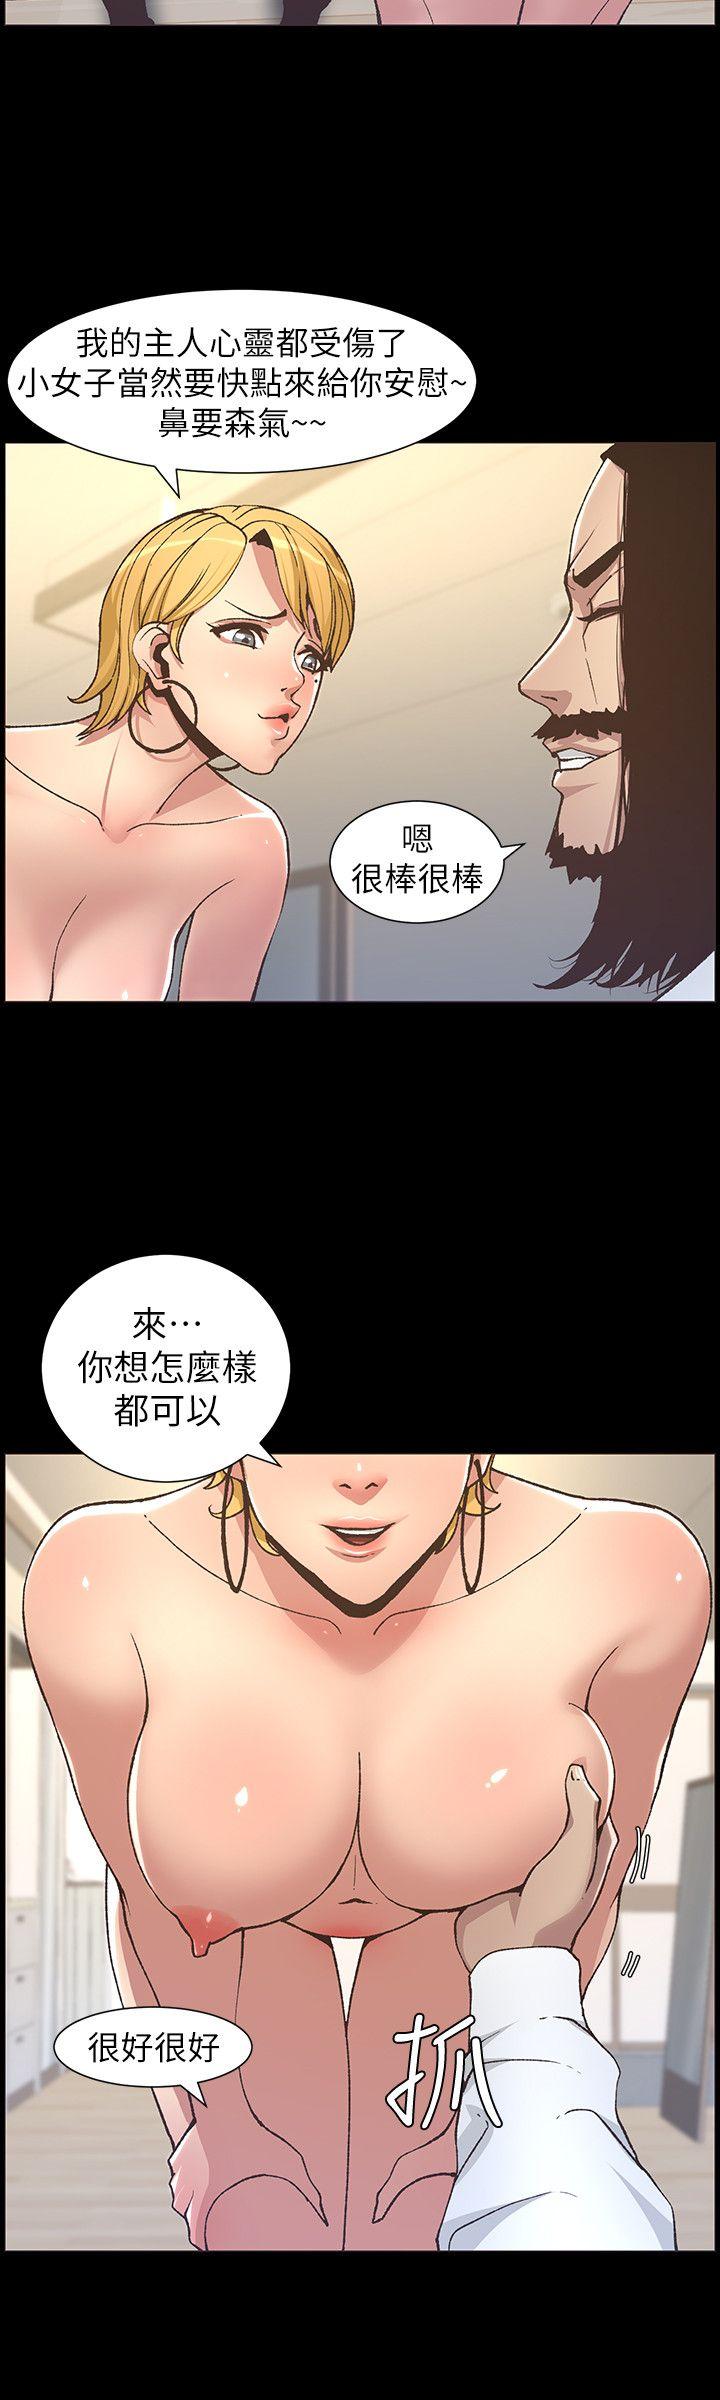 我的主人心靈都受傷了
小女子當然要快點來給你安慰~
鼻要森氣~~
嗯
很棒很棒
來…
你想怎麼樣
都可以
很好很好
抓